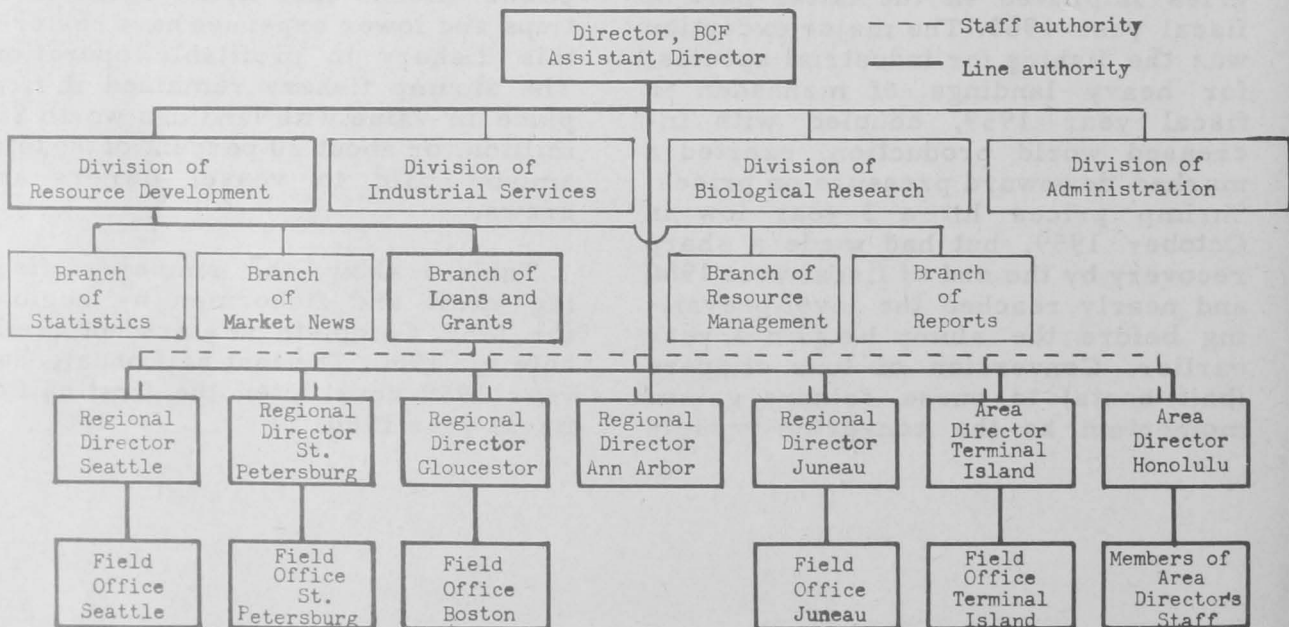 Director, BCF
Assistant Director
Staff authority
Line authority
Division of
Resource Development
Division of
Industrial Services
Division of
Biological Research
Division of
Administration
Branch
of
Statistics
Branch
of
Market News
Branch of
Loans and
Grants
Branch of
Resource
Management
Branch
of
Reports
Regional
Director
Seattle
Regional
Director
St.
Petersburg
Regional
Director
Gloucestor
Regional
Director
Ann Arbor
Regional
Director
Juneau
Area
Director
Terminal
Island
Area
Director
Honolulu
Field
Office
Seattle
Field
Office
St.
Petersburg
Field
Office
Boston
Field
Office
Juneau
Field
Office
Terminal
Island
Members of
Area
Director's
Staff